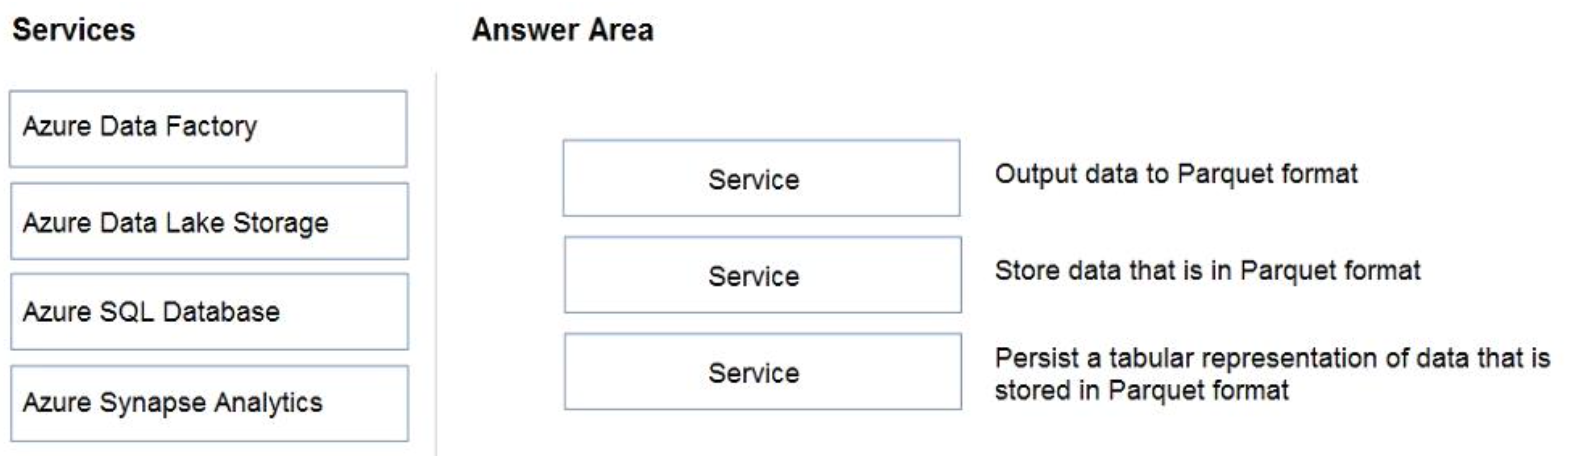 Services
Answer Area
Azure Data Factory
Azure Data Lake Storage
Azure SQL Database
Azure Synapse Analytics
Service
Output data to Parquet format
Service
Store data that is in Parquet format
Service
Persist a tabular representation of data that is
stored in Parquet format